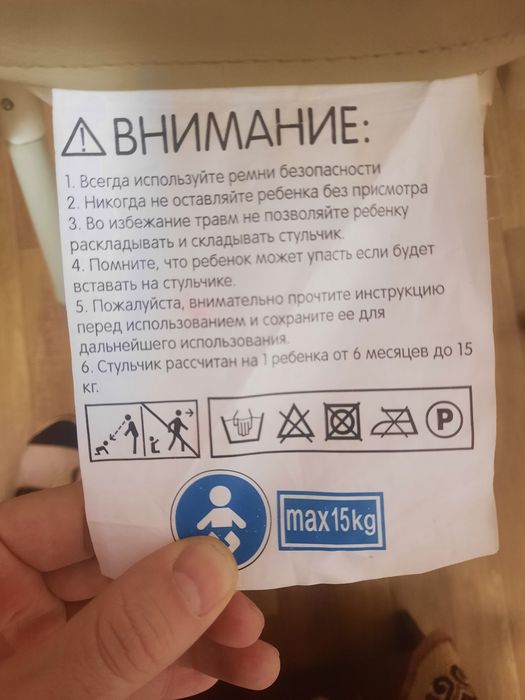 ВНИМАНИЕ:
1. Всегда используйте ремни безопасности
2. Никогда не оставляйте ребенка без присмотра
3. Во избежание травм не позволяйте ребенку
раскладывать и складывать стульчик.
4. Помните, что ребенок может упасть если будет
вставать на стульчике.
5. Пожалуйста, внимательно прочтите инструкцию
перед использованием и сохраните ее для
дальнейшего использования.
6. Стульчик рассчитан на 1 ребенка от 6 месяцев до 15
кг.
P
max15kg